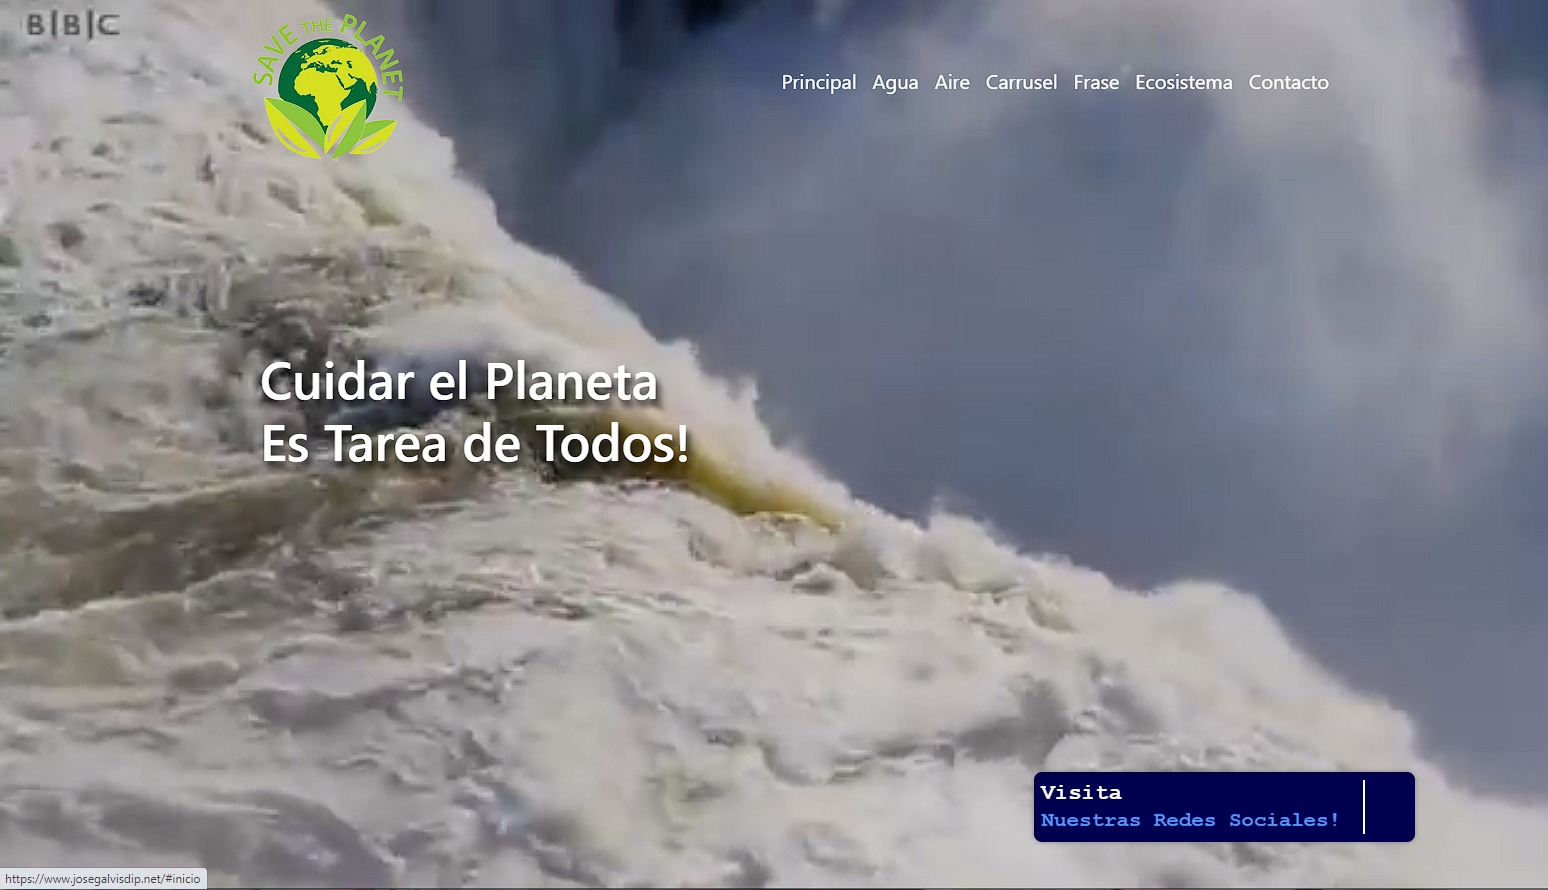 BBC
SAVE THE PLANET
Principal Agua Aire Carrusel Frase Ecosistema Contacto
Cuidar el Planeta
Es Tarea de Todos!
Visita
Nuestras Redes Sociales!
https://www.josegalvisdip.net/#inicio